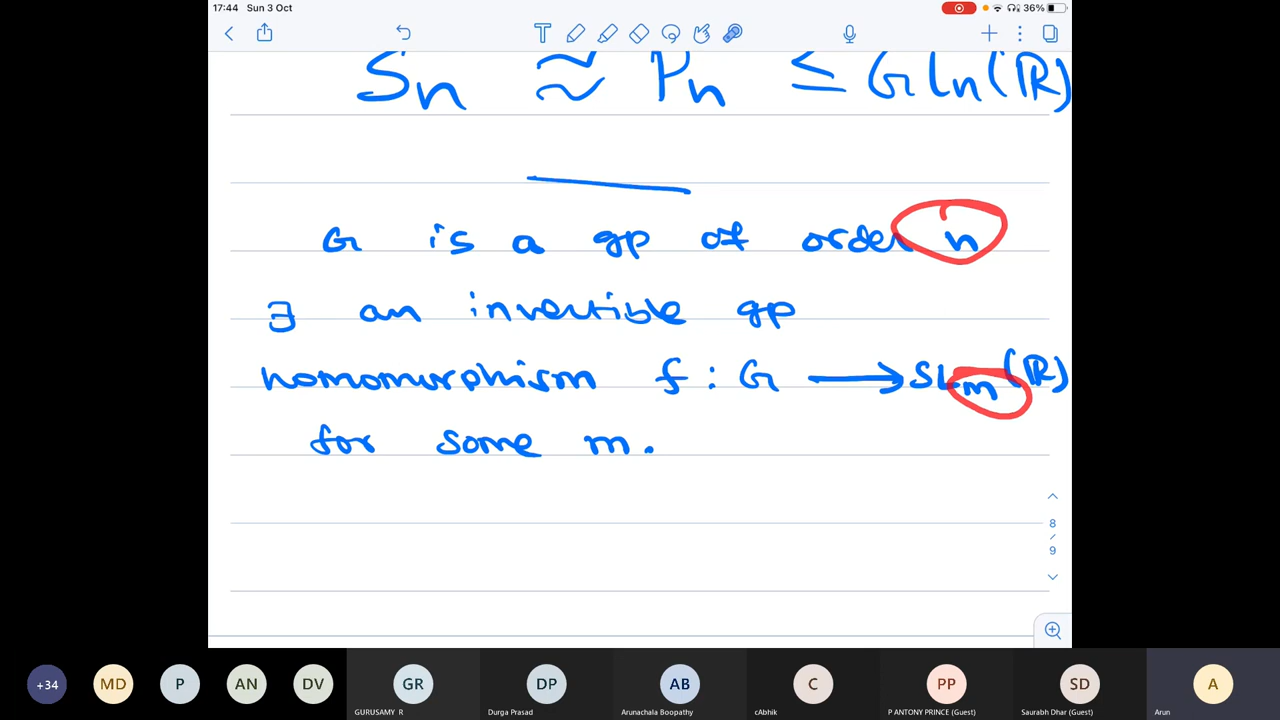 17:44 Sun 3 Oct
36%
Sn ≈ Pn ≤ GLn(ℝ)
G is a gp of order n
∃ an invertible gp
homomorphism f : G ⟶ SLm(ℝ)
for some m.
8
/
9
+34
MD
P
AN
DV
GR
DP
AB
C
PP
SD
A
GURUSAMY R
Durga Prasad
Arunachala Boopathy
cAbhik
P ANTONY PRINCE (Guest)
Saurabh Dhar (Guest)
Arun